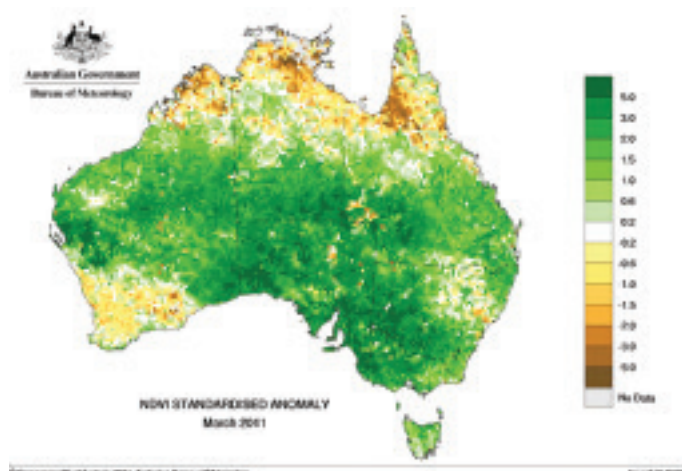 Australian Government
Bureau of Meteorology
5.0
3.0
2.0
1.5
1.0
0.6
0.2
-0.2
-0.6
-1.0
-1.5
-2.0
-3.0
-5.0
No Data
NDVI STANDARDISED ANOMALY
March 2011